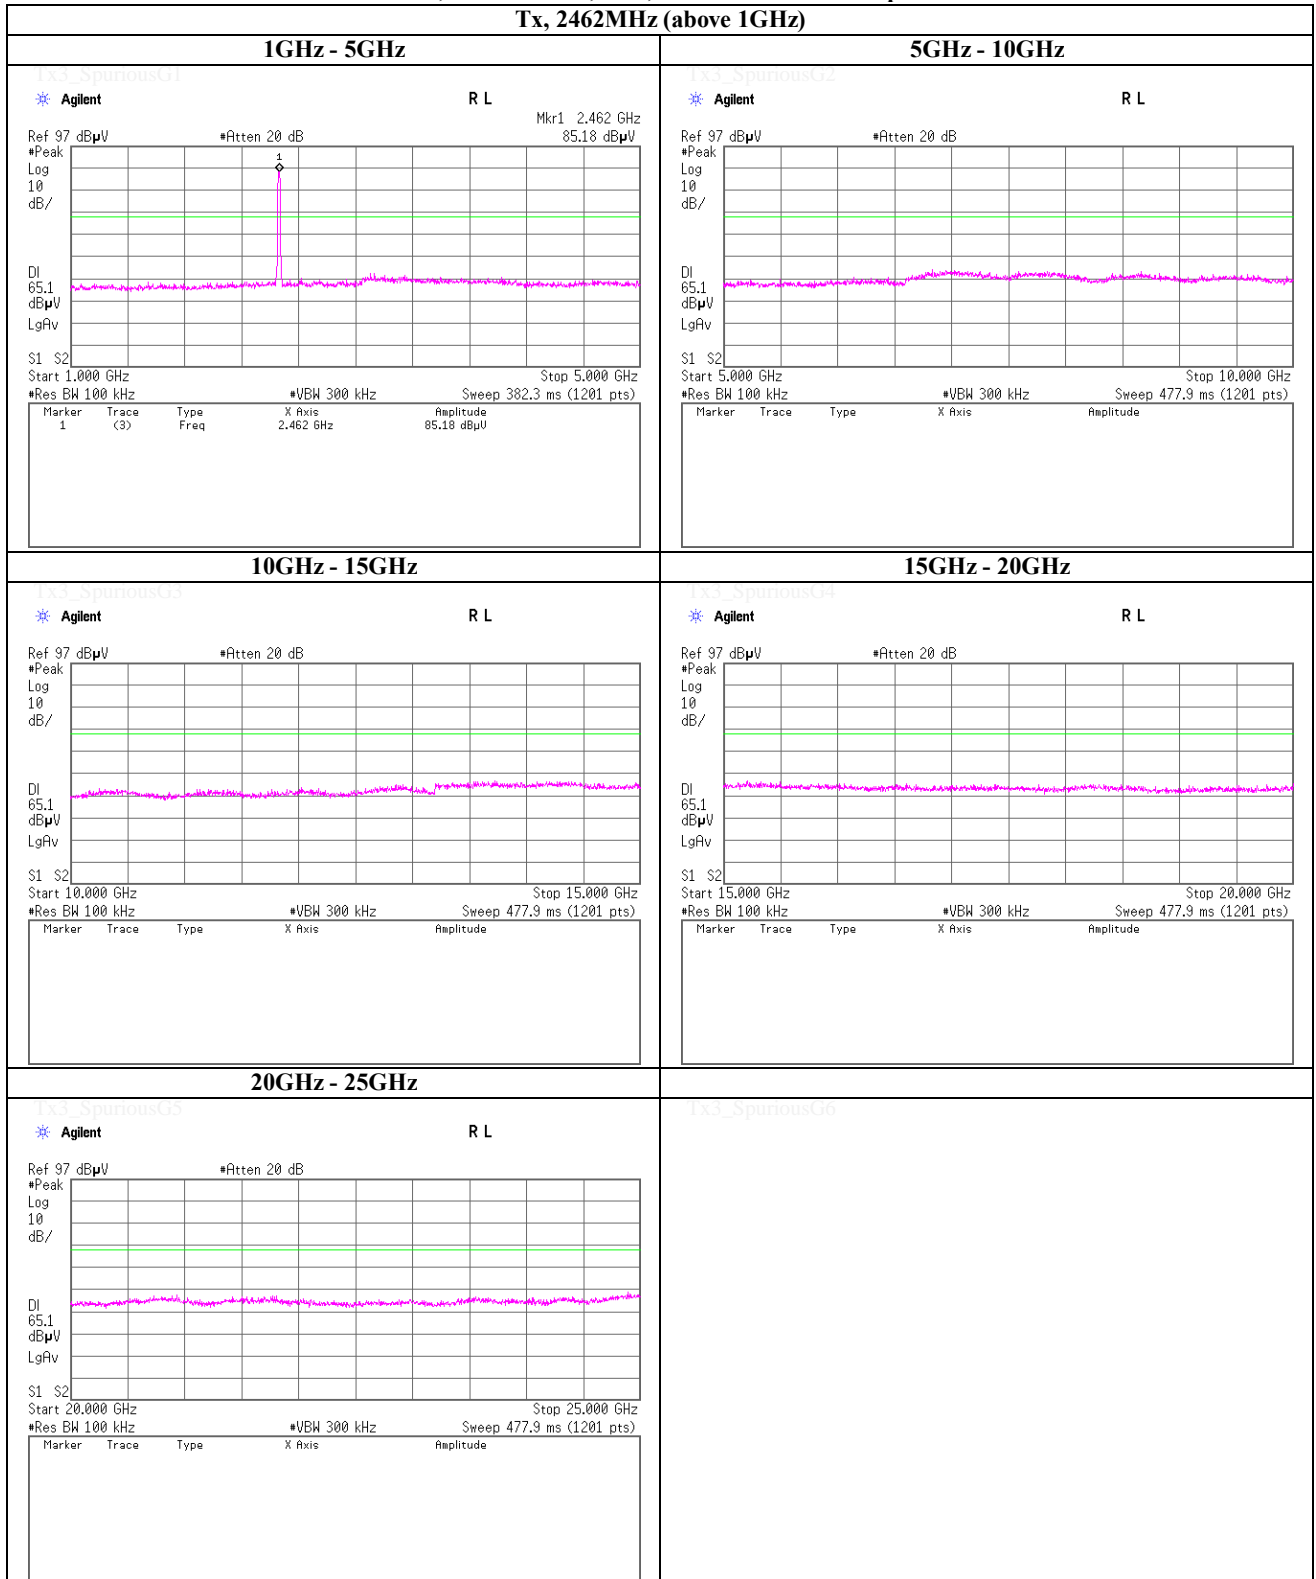 Tx, 2462MHz (above 1GHz)
1GHz - 5GHz
5GHz - 10GHz
Tx3_SpuriousG1
Agilent
R L
Mkr1 2.462 GHz
Ref 97 dBµV
#Atten 20 dB
85.18 dBµV
#Peak
Log
10
dB/
1
DI
65.1
dBµV
LgAv
S1 S2
Start 1.000 GHz
Stop 5.000 GHz
#Res BW 100 kHz
#VBW 300 kHz
Sweep 382.3 ms (1201 pts)
Marker Trace Type X Axis Amplitude
1 (3) Freq 2.462 GHz 85.18 dBµV
Tx3_SpuriousG2
Agilent
R L
Ref 97 dBµV
#Atten 20 dB
#Peak
Log
10
dB/
DI
65.1
dBµV
LgAv
S1 S2
Start 5.000 GHz
Stop 10.000 GHz
#Res BW 100 kHz
#VBW 300 kHz
Sweep 477.9 ms (1201 pts)
Marker Trace Type X Axis Amplitude
10GHz - 15GHz
15GHz - 20GHz
Tx3_SpuriousG3
Agilent
R L
Ref 97 dBµV
#Atten 20 dB
#Peak
Log
10
dB/
DI
65.1
dBµV
LgAv
S1 S2
Start 10.000 GHz
Stop 15.000 GHz
#Res BW 100 kHz
#VBW 300 kHz
Sweep 477.9 ms (1201 pts)
Marker Trace Type X Axis Amplitude
Tx3_SpuriousG4
Agilent
R L
Ref 97 dBµV
#Atten 20 dB
#Peak
Log
10
dB/
DI
65.1
dBµV
LgAv
S1 S2
Start 15.000 GHz
Stop 20.000 GHz
#Res BW 100 kHz
#VBW 300 kHz
Sweep 477.9 ms (1201 pts)
Marker Trace Type X Axis Amplitude
20GHz - 25GHz
Tx3_SpuriousG5
Agilent
R L
Ref 97 dBµV
#Atten 20 dB
#Peak
Log
10
dB/
DI
65.1
dBµV
LgAv
S1 S2
Start 20.000 GHz
Stop 25.000 GHz
#Res BW 100 kHz
#VBW 300 kHz
Sweep 477.9 ms (1201 pts)
Marker Trace Type X Axis Amplitude
Tx3_SpuriousG6